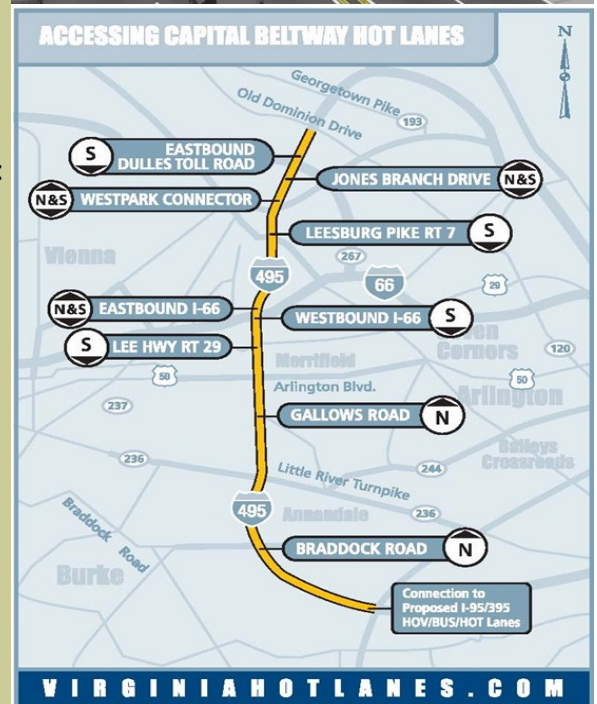 ACCESSING CAPITAL BELTWAY HOT LANES
N
Georgetown Pike
193
Old Dominion Drive
S
EASTBOUND
DULLES TOLL ROAD
JONES BRANCH DRIVE
N&S
N&S
WESTPARK CONNECTOR
LEESBURG PIKE RT 7
S
Vienna
267
495
66
29
N&S
EASTBOUND I-66
WESTBOUND I-66
S
S
LEE HWY RT 29
Merrifield
Corners
120
50
Arlington Blvd.
50
Arlington
237
GALLOWS ROAD
N
Baileys
Crossroads
236
Little River Turnpike
244
495
Annandale
236
Braddock Road
BRADDOCK ROAD
N
Burke
Connection to
Proposed I-95/395
HOV/BUS/HOT Lanes
VIRGINIAHOTLANES.COM